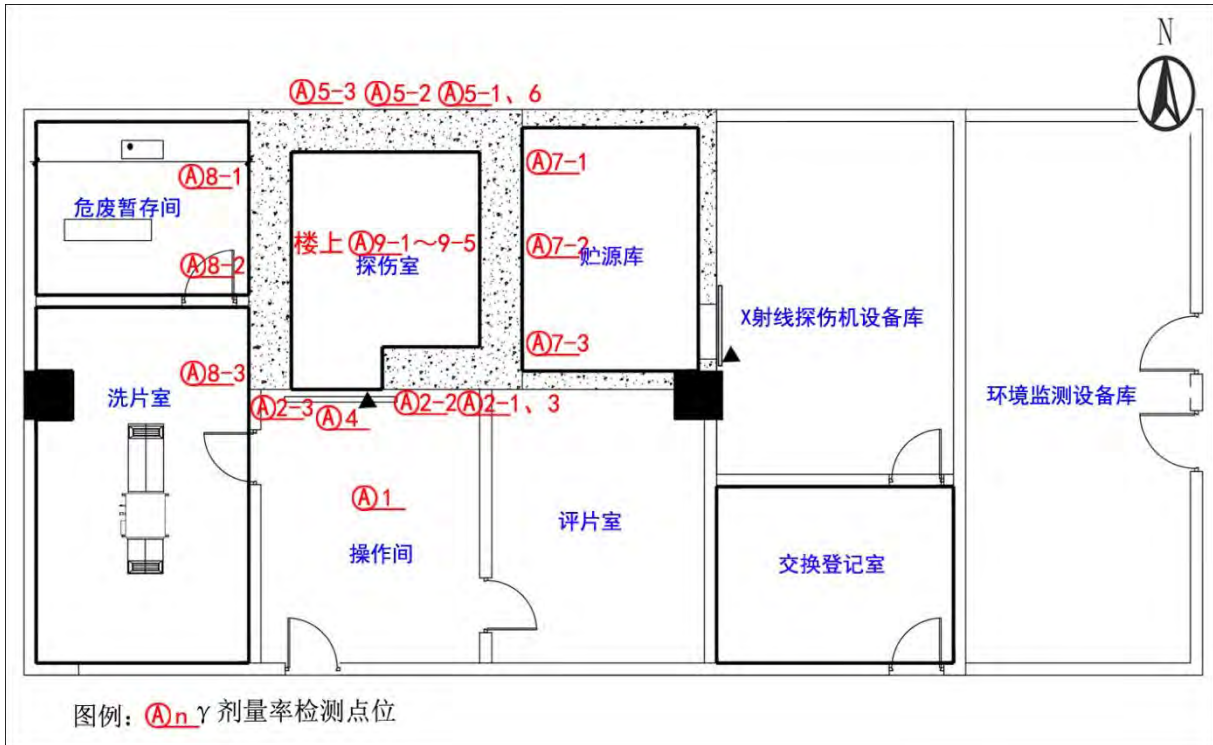 N
Ⓐ5-3 Ⓐ5-2 Ⓐ5-1、6
Ⓐ8-1
危废暂存间
Ⓐ8-2
楼上Ⓐ9-1～9-5
探伤室
Ⓐ7-1
Ⓐ7-2
贮源库
Ⓐ7-3
X射线探伤机设备库
环境监测设备库
Ⓐ8-3
洗片室
Ⓐ2-3
Ⓐ4
Ⓐ2-2Ⓐ2-1、3
Ⓐ1
操作间
评片室
交换登记室
图例：Ⓐn γ剂量率检测点位